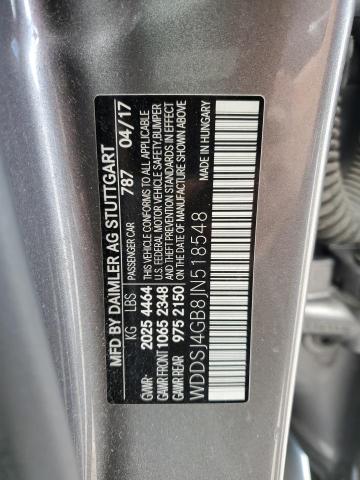 MFD BY DAIMLER AG STUTTGART
PASSENGER CAR 787 04/17
KG LBS
THIS VEHICLE CONFORMS TO ALL APPLICABLE
GVWR- 2025 4464
U.S. FEDERAL MOTOR VEHICLE SAFETY, BUMPER
GAWR FRONT 1065 2348
AND THEFT PREVENTION STANDARDS IN EFFECT
GAWR REAR 975 2150
ON THE DATE OF MANUFACTURE SHOWN ABOVE
WDDSJ4GB8JN518548
MADE IN HUNGARY